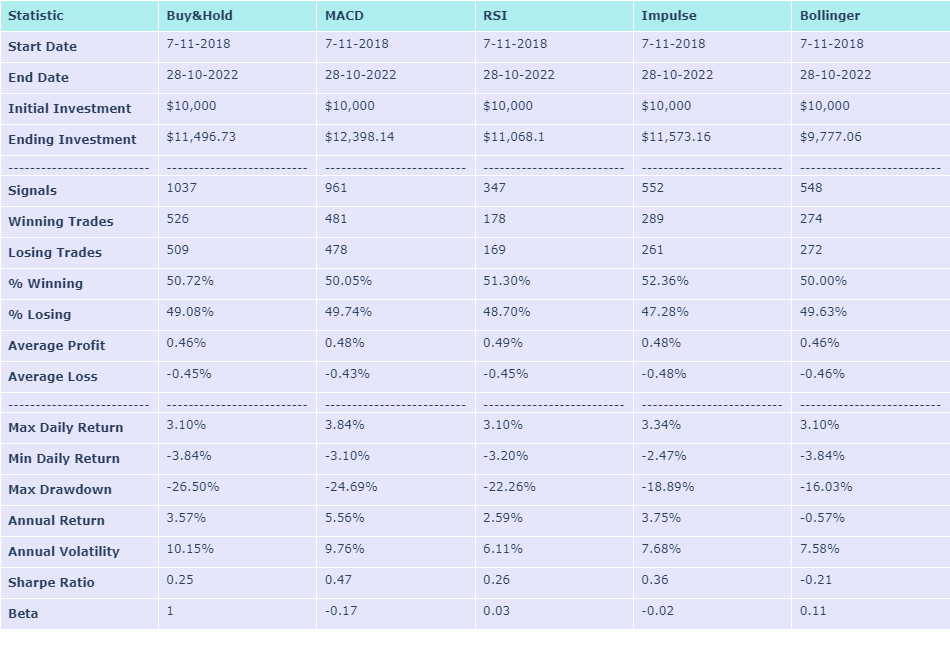 Statistic Buy&Hold MACD RSI Impulse Bollinger
Start Date 7-11-2018 7-11-2018 7-11-2018 7-11-2018 7-11-2018
End Date 28-10-2022 28-10-2022 28-10-2022 28-10-2022 28-10-2022
Initial Investment $10,000 $10,000 $10,000 $10,000 $10,000
Ending Investment $11,496.73 $12,398.14 $11,068.1 $11,573.16 $9,777.06
-------------------------- -------------------------- -------------------------- -------------------------- -------------------------- --------------------------
Signals 1037 961 347 552 548
Winning Trades 526 481 178 289 274
Losing Trades 509 478 169 261 272
% Winning 50.72% 50.05% 51.30% 52.36% 50.00%
% Losing 49.08% 49.74% 48.70% 47.28% 49.63%
Average Profit 0.46% 0.48% 0.49% 0.48% 0.46%
Average Loss -0.45% -0.43% -0.45% -0.48% -0.46%
-------------------------- -------------------------- -------------------------- -------------------------- -------------------------- --------------------------
Max Daily Return 3.10% 3.84% 3.10% 3.34% 3.10%
Min Daily Return -3.84% -3.10% -3.20% -2.47% -3.84%
Max Drawdown -26.50% -24.69% -22.26% -18.89% -16.03%
Annual Return 3.57% 5.56% 2.59% 3.75% -0.57%
Annual Volatility 10.15% 9.76% 6.11% 7.68% 7.58%
Sharpe Ratio 0.25 0.47 0.26 0.36 -0.21
Beta 1 -0.17 0.03 -0.02 0.11